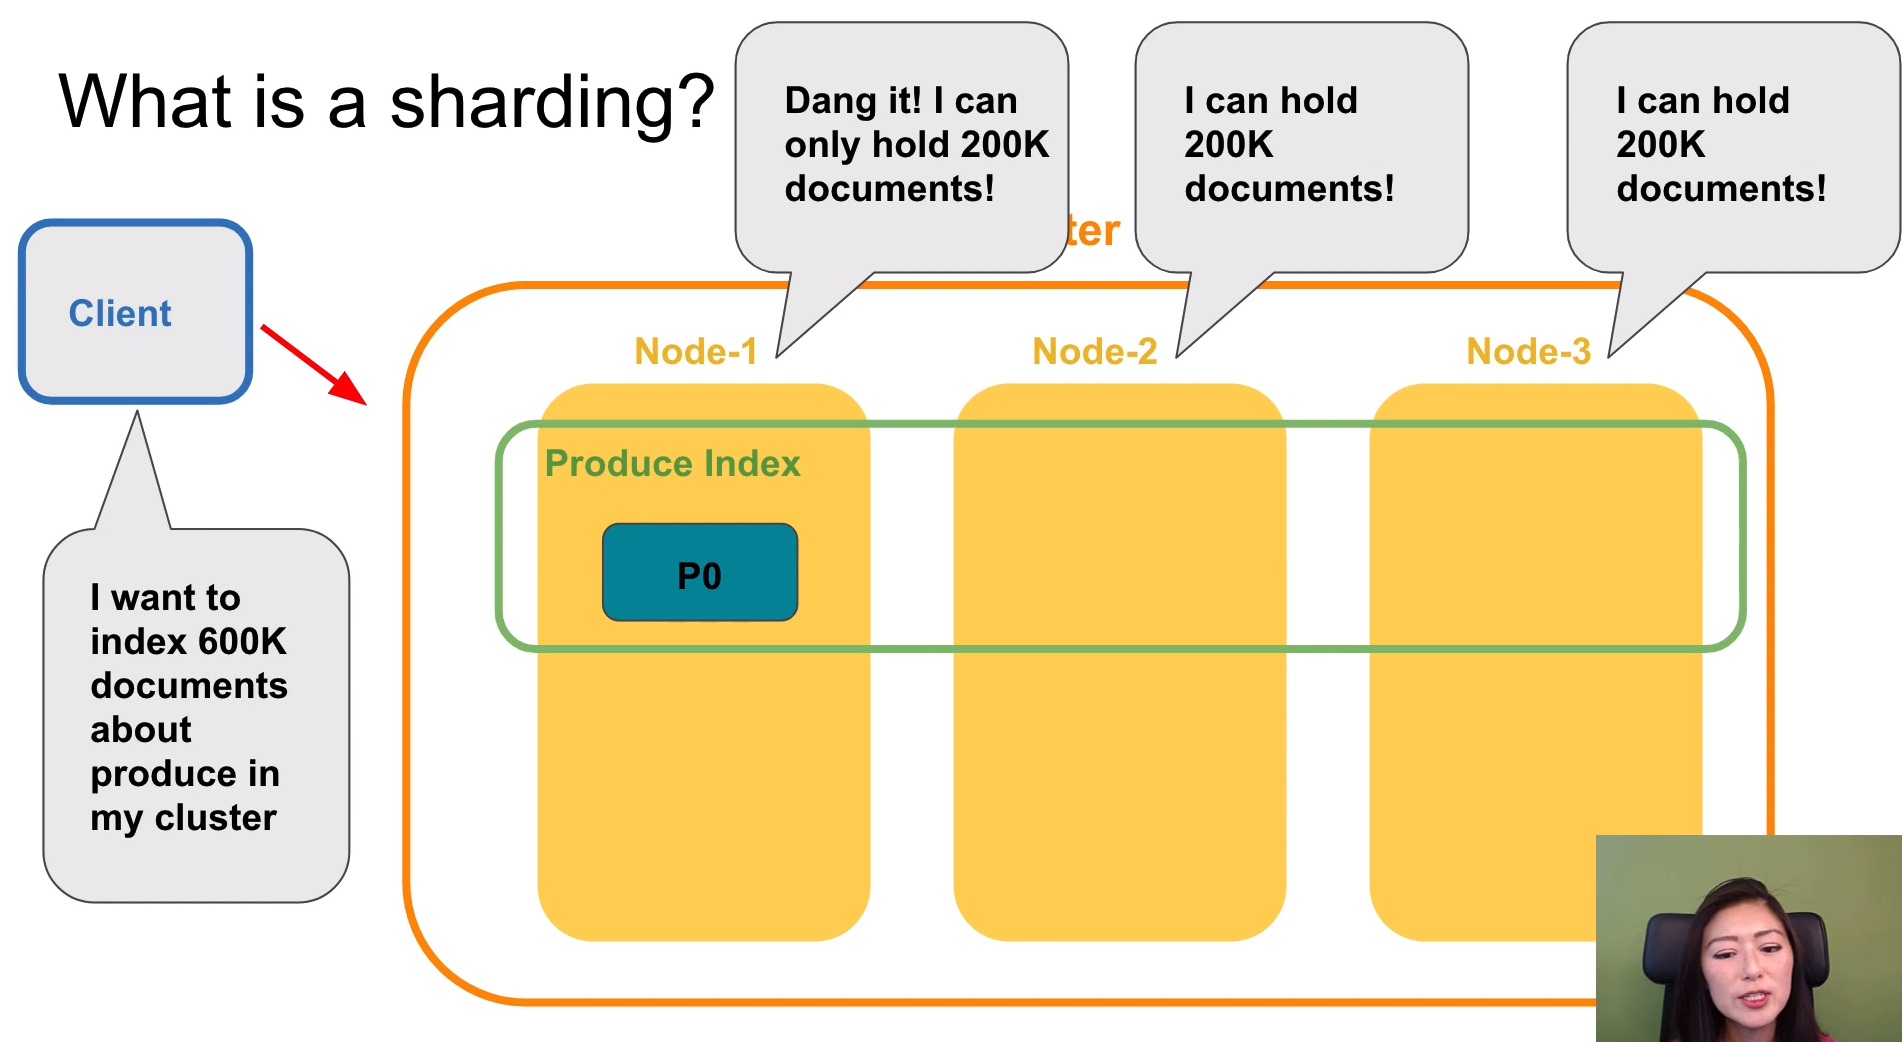 What is a sharding?
Dang it! I can
only hold 200K
documents!
I can hold
200K
documents!
I can hold
200K
documents!
ter
Client
Node-1
Node-2
Node-3
Produce Index
P0
I want to
index 600K
documents
about
produce in
my cluster